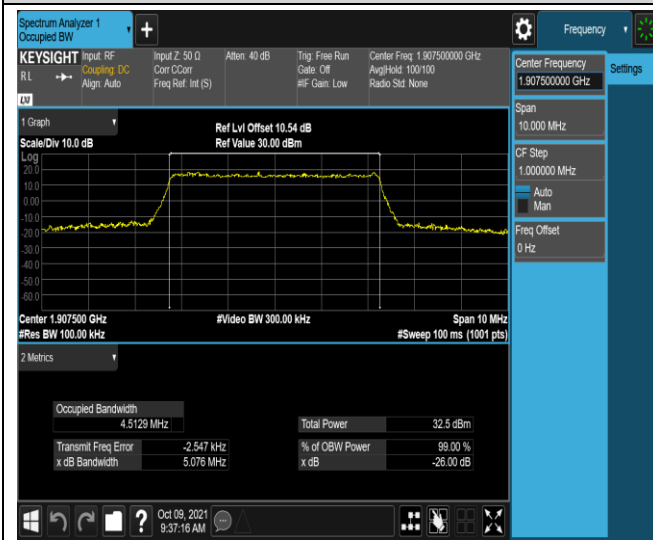 Spectrum Analyzer 1
Occupied BW
+
Frequency
KEYSIGHT
RL
LXI
Input: RF
Coupling: DC
Align: Auto
Input Z: 50 Ω
Corr CCorr
Freq Ref: Int (S)
Atten: 40 dB
Trig: Free Run
Gate: Off
#IF Gain: Low
Center Freq: 1.907500000 GHz
Avg|Hold: 100/100
Radio Std: None
Center Frequency
1.907500000 GHz
Settings
Span
10.000 MHz
CF Step
1.000000 MHz
Auto
Man
Freq Offset
0 Hz
1 Graph
Scale/Div 10.0 dB
Ref Lvl Offset 10.54 dB
Ref Value 30.00 dBm
Log
20.0
10.0
0.00
-10.0
-20.0
-30.0
-40.0
-50.0
-60.0
Center 1.907500 GHz
#Video BW 300.00 kHz
Span 10 MHz
#Res BW 100.00 kHz
#Sweep 100 ms (1001 pts)
2 Metrics
Occupied Bandwidth
4.5129 MHz
Total Power 32.5 dBm
Transmit Freq Error -2.547 kHz
% of OBW Power 99.00 %
x dB Bandwidth 5.076 MHz
x dB -26.00 dB
?
Oct 09, 2021
9:37:16 AM